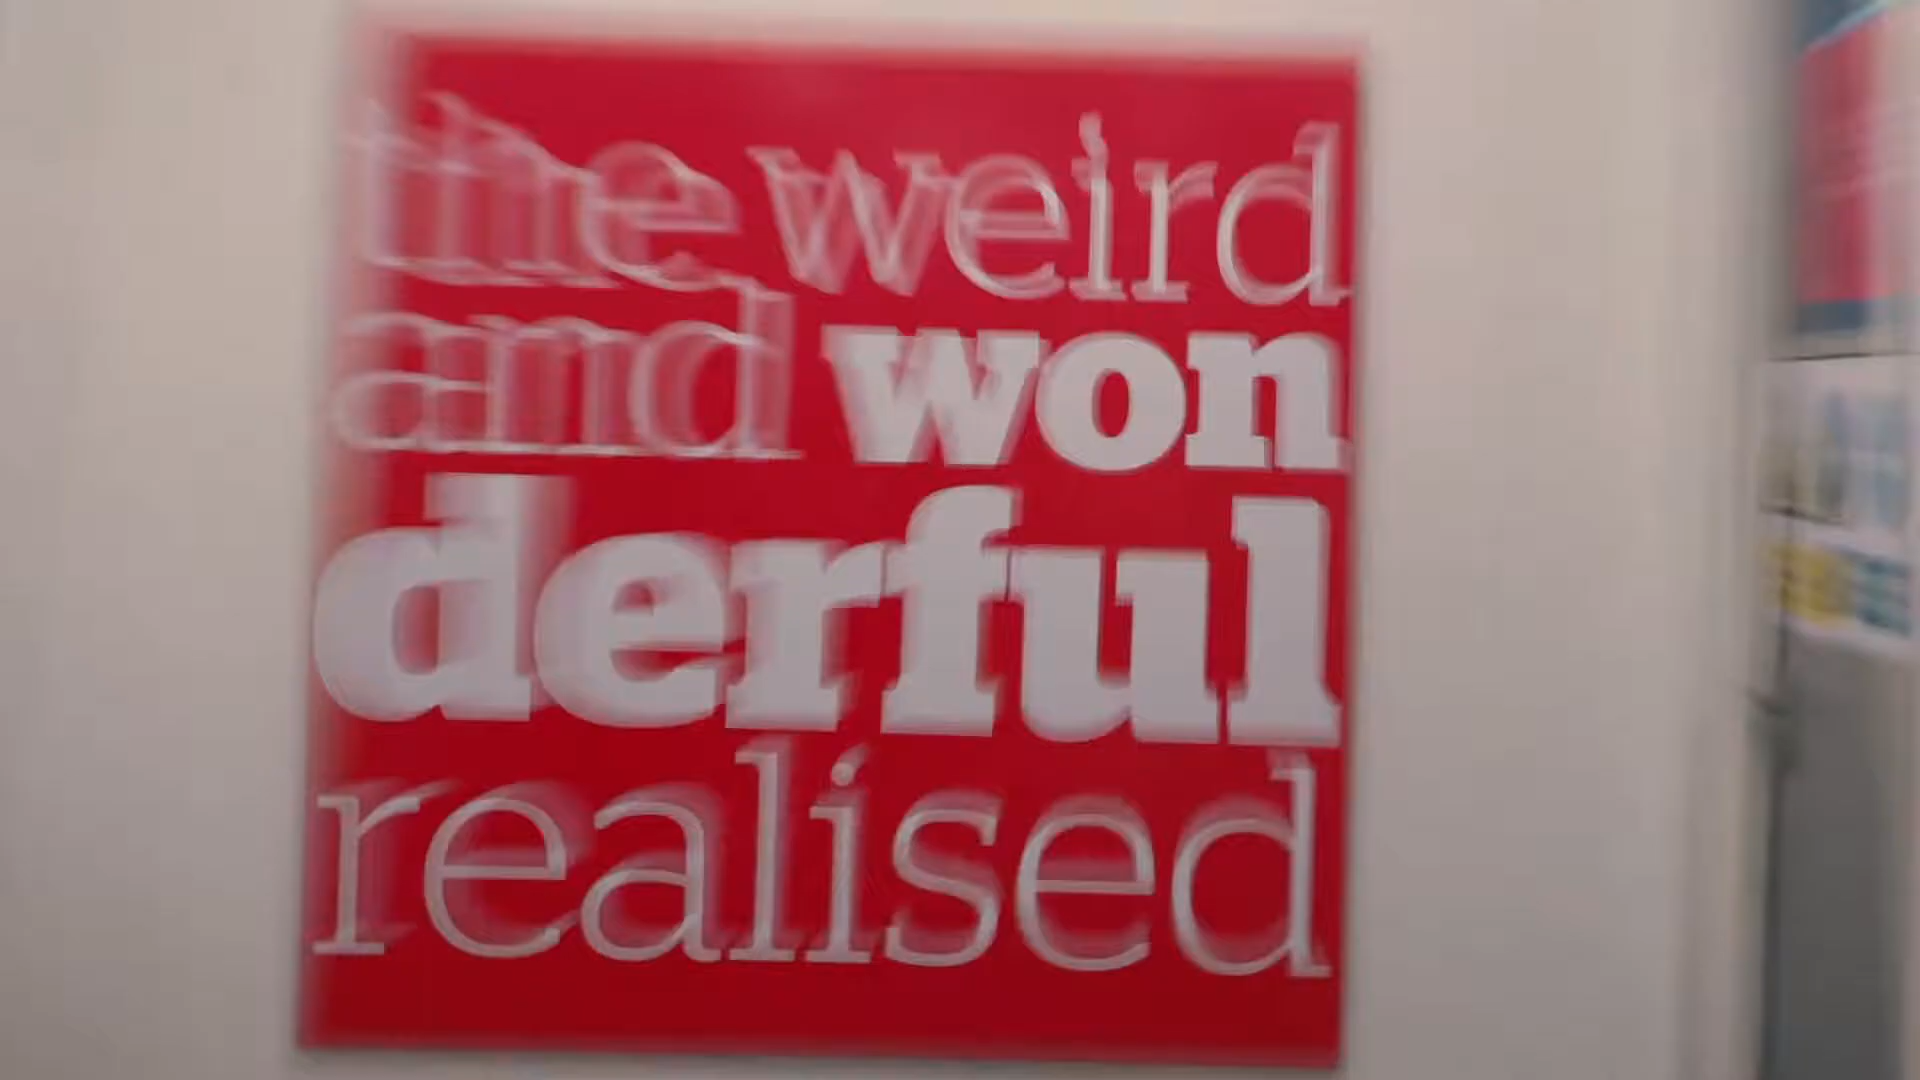 the weird
and won
derful
realised